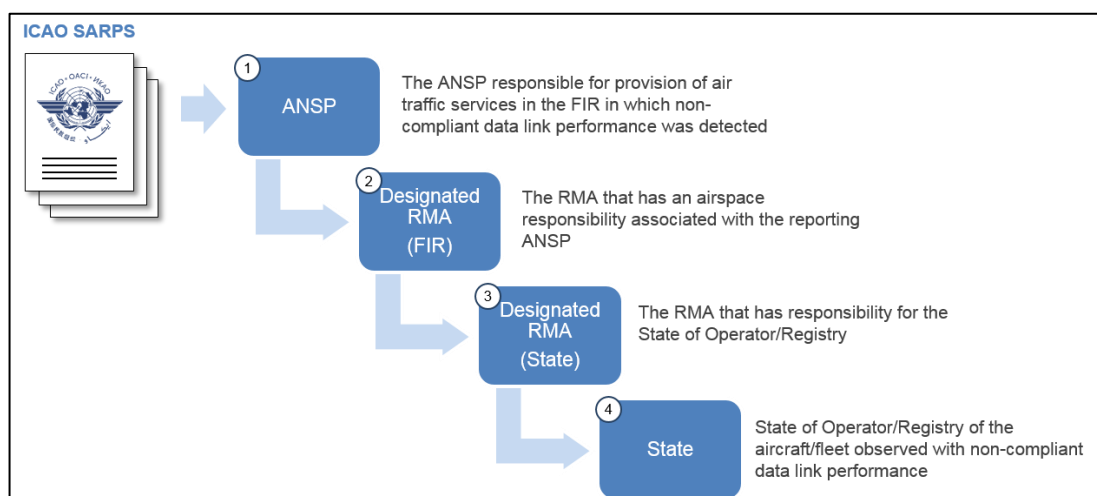 ICAO SARPS
ICAO · OACI · ИКАО
1
ANSP
The ANSP responsible for provision of air
traffic services in the FIR in which non-
compliant data link performance was detected
2
Designated
RMA
(FIR)
The RMA that has an airspace
responsibility associated with the reporting
ANSP
3
Designated
RMA
(State)
The RMA that has responsibility for the
State of Operator/Registry
4
State
State of Operator/Registry of the
aircraft/fleet observed with non-compliant
data link performance